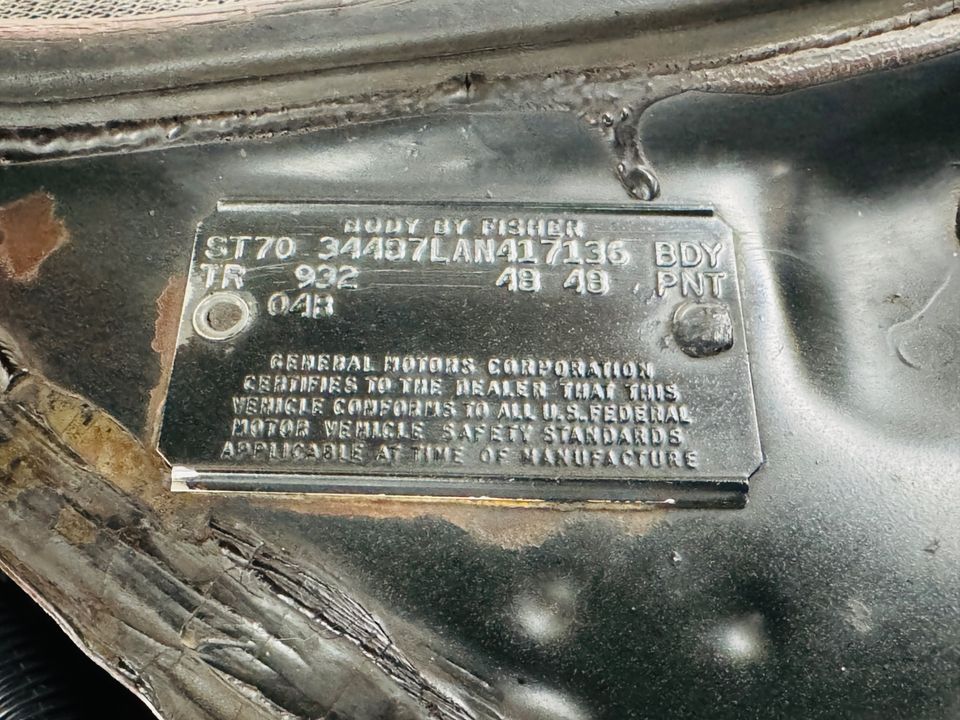 BODY BY FISHER
ST70 34487LAN417136 BDY
TR 932 48 48 PNT
04B
GENERAL MOTORS CORPORATION
CERTIFIES TO THE DEALER THAT THIS
VEHICLE CONFORMS TO ALL U.S. FEDERAL
MOTOR VEHICLE SAFETY STANDARDS
APPLICABLE AT TIME OF MANUFACTURE